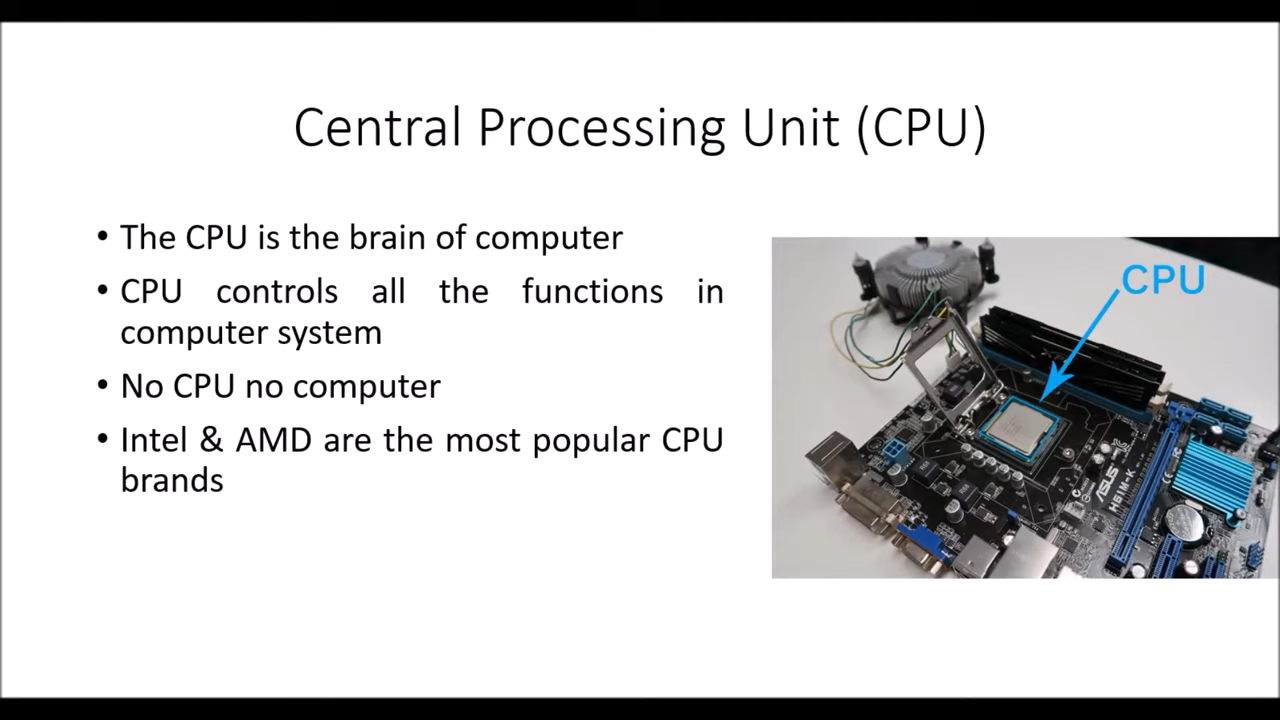 Central Processing Unit (CPU)
• The CPU is the brain of computer
• CPU controls all the functions in
computer system
• No CPU no computer
• Intel & AMD are the most popular CPU
brands
CPU
ASUS
H61M-K